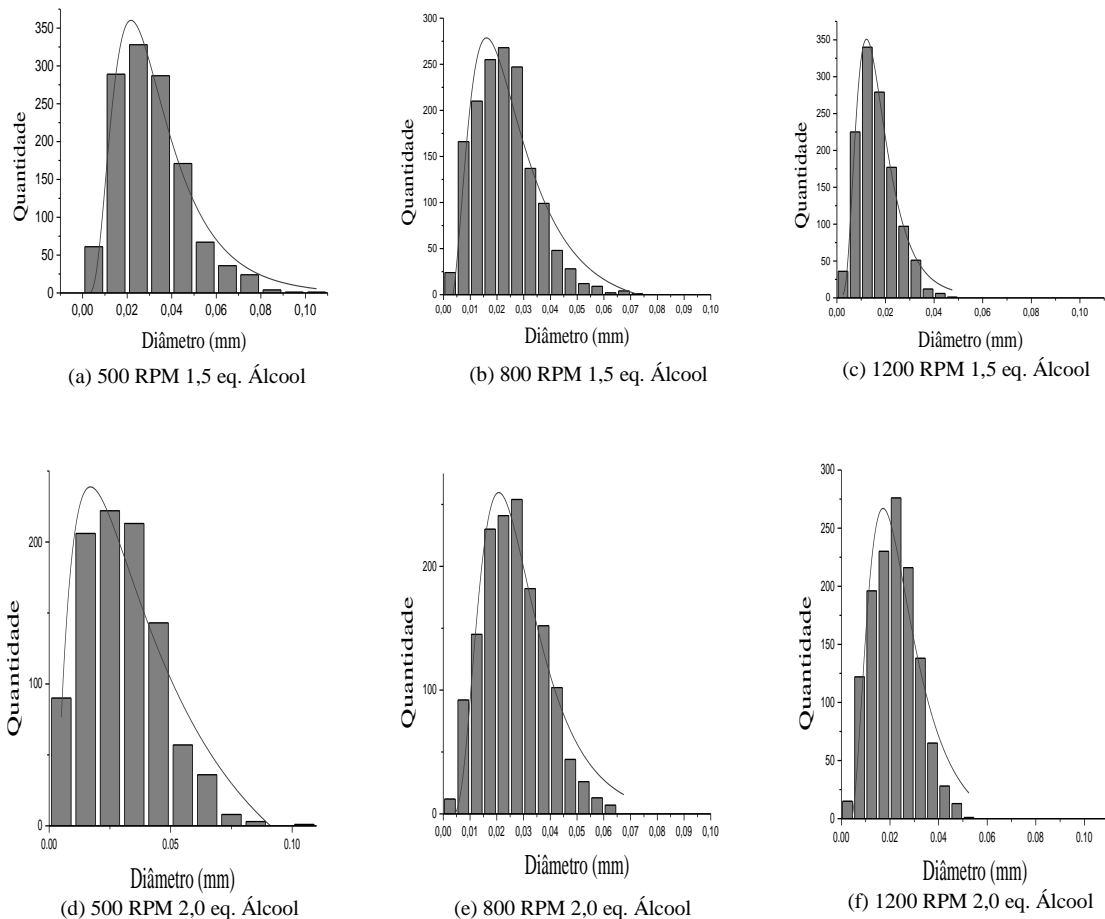 350
300
250
200
150
100
50
0
Quantidade
0,00 0,02 0,04 0,06 0,08 0,10
Diâmetro (mm)
(a) 500 RPM 1,5 eq. Álcool
300
250
200
150
100
50
0
Quantidade
0,00 0,01 0,02 0,03 0,04 0,05 0,06 0,07 0,08 0,09 0,10
Diâmetro (mm)
(b) 800 RPM 1,5 eq. Álcool
350
300
250
200
150
100
50
0
Quantidade
0,00 0,02 0,04 0,06 0,08 0,10
Diâmetro (mm)
(c) 1200 RPM 1,5 eq. Álcool
200
100
0
Quantidade
0.00 0.05 0.10
Diâmetro (mm)
(d) 500 RPM 2,0 eq. Álcool
200
100
0
Quantidade
0.00 0.01 0.02 0.03 0.04 0.05 0.06 0.07 0.08 0.09 0.10
Diâmetro (mm)
(e) 800 RPM 2,0 eq. Álcool
300
250
200
150
100
50
0
Quantidade
0.00 0.02 0.04 0.06 0.08 0.10
Diâmetro (mm)
(f) 1200 RPM 2,0 eq. Álcool